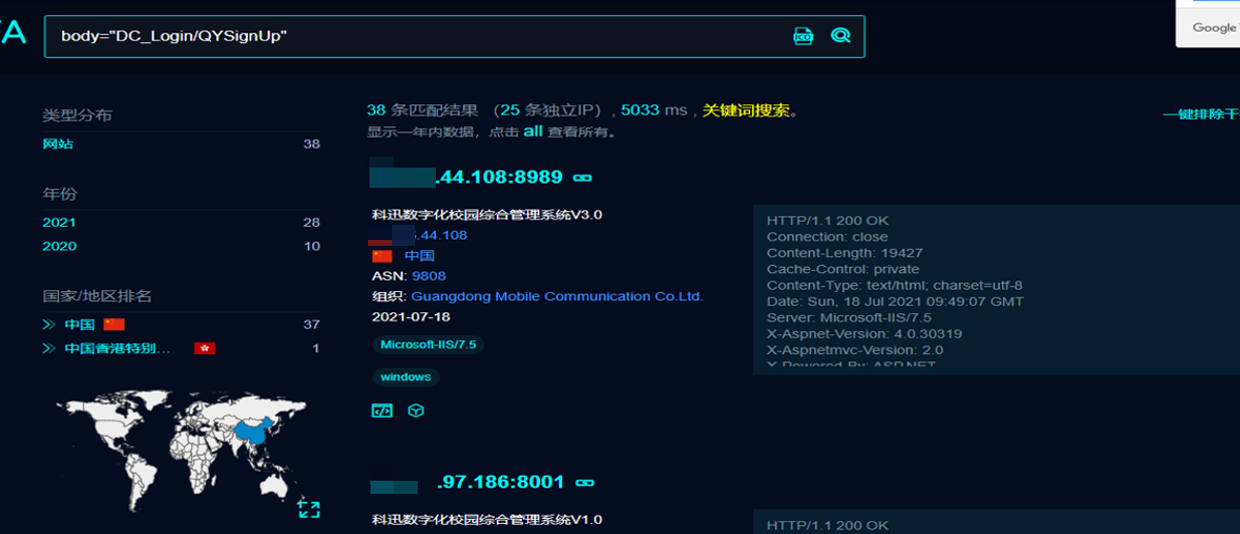 body="DC_Login/QYSignUp"
ICO
Google
类型分布
网站 38
年份
2021 28
2020 10
国家/地区排名
中国 37
中国香港特别... 1
38 条匹配结果 （25 条独立IP）, 5033 ms , 关键词搜索。
显示一年内数据，点击 all 查看所有。
一键排除干
.44.108:8989
科迅数字化校园综合管理系统V3.0
.44.108
中国
ASN: 9808
组织: Guangdong Mobile Communication Co.Ltd.
2021-07-18
Microsoft-IIS/7.5
windows
HTTP/1.1 200 OK
Connection: close
Content-Length: 19427
Cache-Control: private
Content-Type: text/html; charset=utf-8
Date: Sun, 18 Jul 2021 09:49:07 GMT
Server: Microsoft-IIS/7.5
X-Aspnet-Version: 4.0.30319
X-Aspnetmvc-Version: 2.0
X-Powered-By: ASP.NET
.97.186:8001
科迅数字化校园综合管理系统V1.0
HTTP/1.1 200 OK